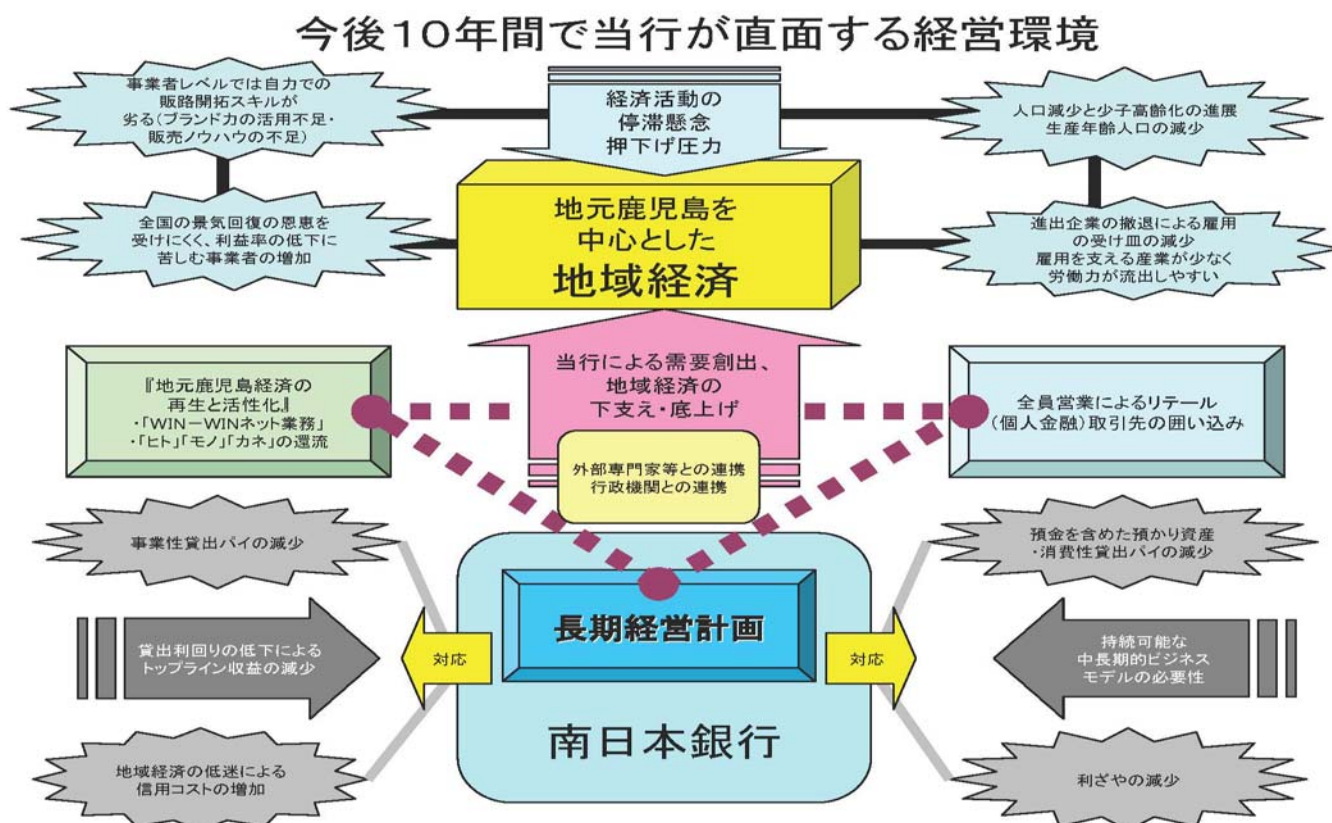 今後10年間で当行が直面する経営環境
事業者レベルでは自力での
販路開拓スキルが
劣る(ブランド力の活用不足・
販売ノウハウの不足)
経済活動の
停滞懸念
押下げ圧力
人口減少と少子高齢化の進展
生産年齢人口の減少
全国の景気回復の恩恵を
受けにくく、利益率の低下に
苦しむ事業者の増加
地元鹿児島を
中心とした
地域経済
進出企業の撤退による雇用
の受け皿の減少
雇用を支える産業が少なく
労働力が流出しやすい
『地元鹿児島経済の
再生と活性化』
・「WIN-WINネット業務」
・「ヒト」「モノ」「カネ」の還流
当行による需要創出、
地域経済の
下支え・底上げ
全員営業によるリテール
(個人金融)取引先の囲い込み
外部専門家等との連携
行政機関との連携
事業性貸出パイの減少
預金を含めた預かり資産
・消費性貸出パイの減少
長期経営計画
貸出利回りの低下による
トップライン収益の減少
対応
対応
持続可能な
中長期的ビジネス
モデルの必要性
南日本銀行
地域経済の低迷による
信用コストの増加
利ざやの減少